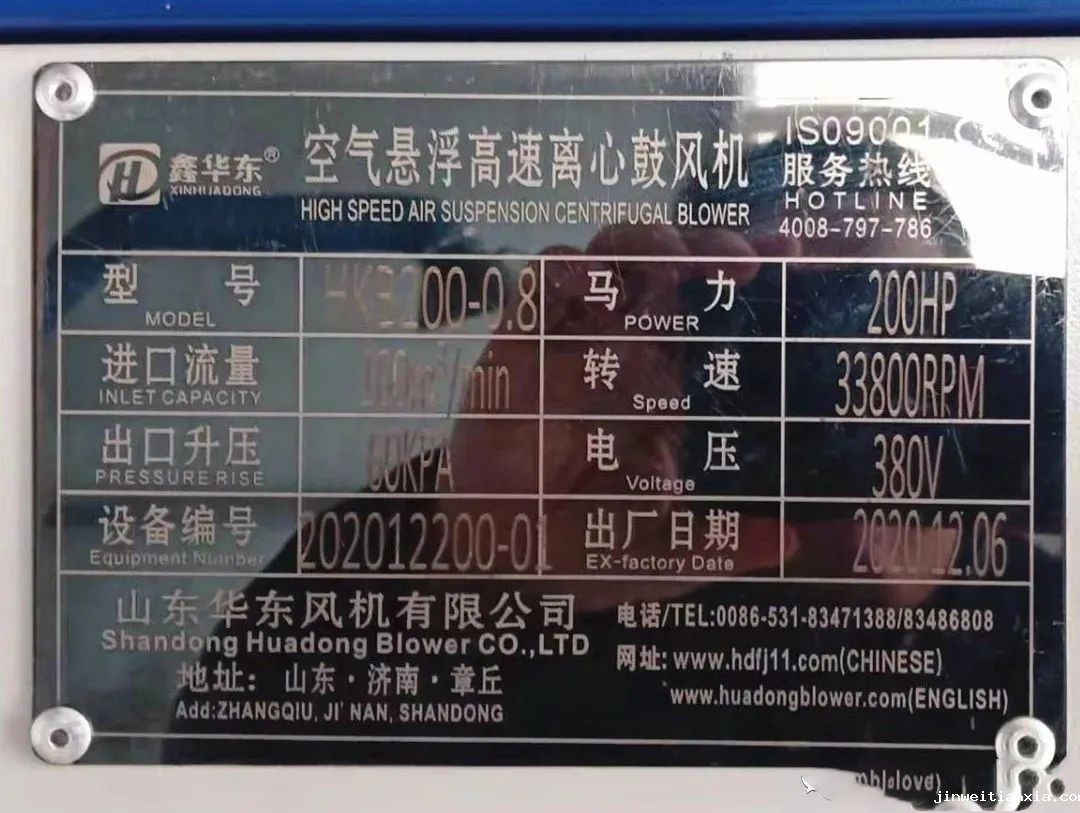 鑫华东®
XINHUADONG
空气悬浮高速离心鼓风机
HIGH SPEED AIR SUSPENSION CENTRIFUGAL BLOWER
ISO9001
服务热线
HOTLINE
4008-797-786
型 号 马 力 200HP
MODEL POWER
进口流量 m³/min 转 速 33800RPM
INLET CAPACITY Speed
出口升压 80KPA 电 压 380V
PRESSURE RISE Voltage
设备编号 202012200-01 出厂日期 2020.12.06
Equipment Number EX-factory Date
山东华东风机有限公司
Shandong Huadong Blower CO.,LTD
地址: 山东·济南·章丘
Add:ZHANGQIU, JI' NAN, SHANDONG
电话/TEL:0086-531-83471388/83486808
网址: www.hdfj11.com(CHINESE)
www.huadongblower.com(ENGLISH)
jinweitianxia.com